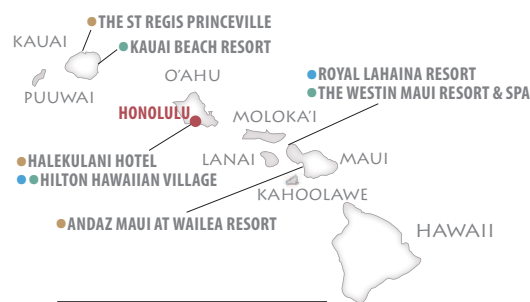 THE ST REGIS PRINCEVILLE
KAUAI
KAUAI BEACH RESORT
PUUWAI
O'AHU
ROYAL LAHAINA RESORT
THE WESTIN MAUI RESORT & SPA
HONOLULU
MOLOKA'I
HALEKULANI HOTEL
LANAI
MAUI
HILTON HAWAIIAN VILLAGE
KAHOOLAWE
ANDAZ MAUI AT WAILEA RESORT
HAWAII